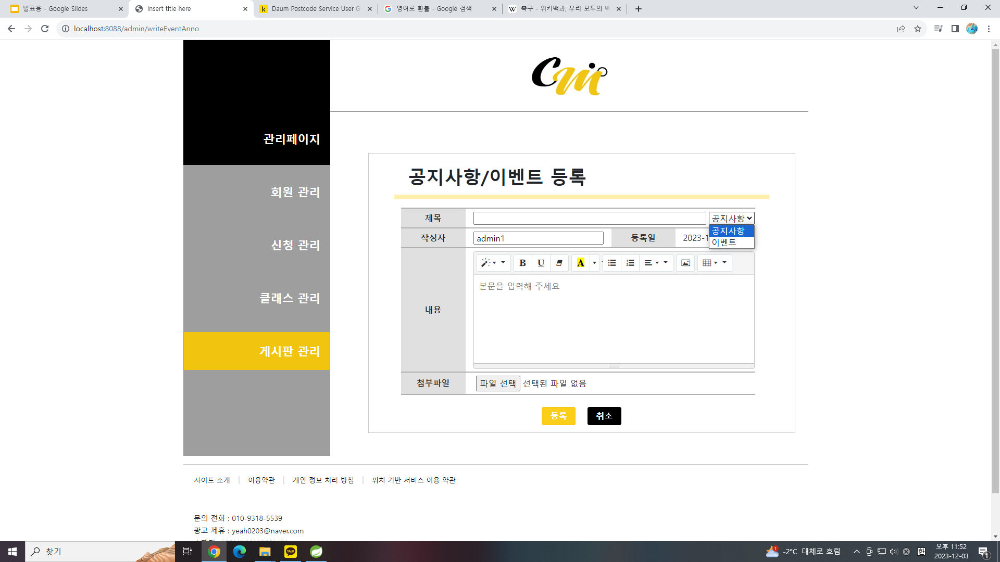 발표용 - Google Slides
Insert title here
Daum Postcode Service User G
영여로 환불 - Google 검색
축구 - 위키백과, 우리 모두의 백
localhost:8088/admin/writeEventAnno
cm
관리페이지
회원 관리
신청 관리
클래스 관리
게시판 관리
공지사항/이벤트 등록
제목
공지사항
공지사항
이벤트
작성자
admin1
등록일
2023-1
내용
B U A
본문을 입력해 주세요
첨부파일
파일 선택 선택된 파일 없음
등록
취소
사이트 소개
이용약관
개인 정보 처리 방침
위치 기반 서비스 이용 약관
문의 전화 : 010-9318-5539
광고 제휴 : yeah0203@naver.com
찾기
TALK
1
-2°C 대체로 흐림
한
오후 11:52
2023-12-03
1